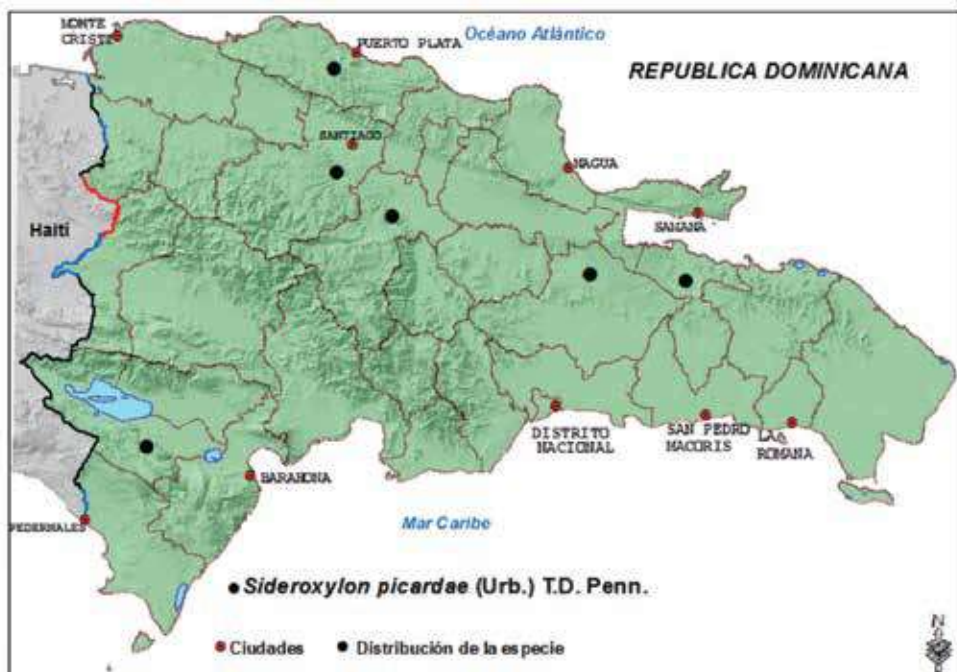 MONTE
CRISTI
PUERTO PLATA
Océano Atlántico
REPUBLICA DOMINICANA
SANTIAGO
NAGUA
SAMANA
Haití
DISTRITO
NACIONAL
SAN PEDRO
MACORIS
LA
ROMANA
BARAHONA
PEDERNALES
Mar Caribe
Sideroxylon picardae (Urb.) T.D. Penn.
Ciudades
Distribución de la especie
N